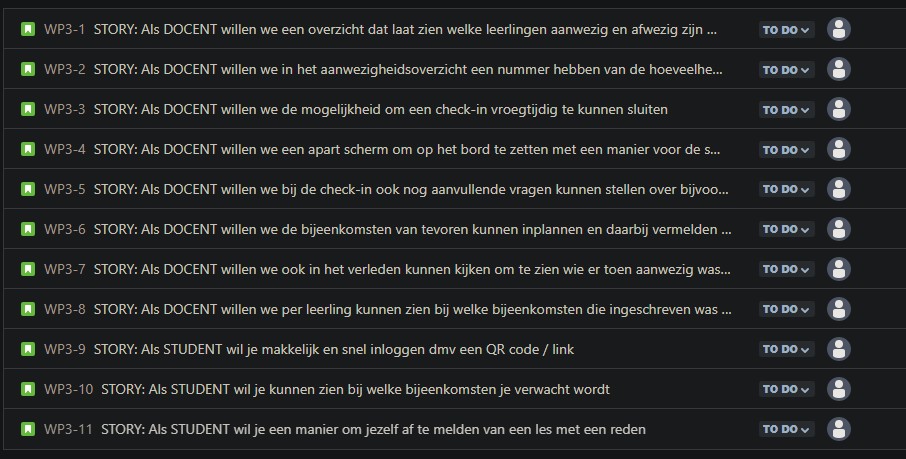 WP3-1 STORY: Als DOCENT willen we een overzicht dat laat zien welke leerlingen aanwezig en afwezig zijn ... TO DO
WP3-2 STORY: Als DOCENT willen we in het aanwezigheidsoverzicht een nummer hebben van de hoeveelhe... TO DO
WP3-3 STORY: Als DOCENT willen we de mogelijkheid om een check-in vroegtijdig te kunnen sluiten TO DO
WP3-4 STORY: Als DOCENT willen we een apart scherm om op het bord te zetten met een manier voor de s... TO DO
WP3-5 STORY: Als DOCENT willen we bij de check-in ook nog aanvullende vragen kunnen stellen over bijvoo... TO DO
WP3-6 STORY: Als DOCENT willen we de bijeenkomsten van tevoren kunnen inplannen en daarbij vermelden ... TO DO
WP3-7 STORY: Als DOCENT willen we ook in het verleden kunnen kijken om te zien wie er toen aanwezig was... TO DO
WP3-8 STORY: Als DOCENT willen we per leerling kunnen zien bij welke bijeenkomsten die ingeschreven was ... TO DO
WP3-9 STORY: Als STUDENT wil je makkelijk en snel inloggen dmv een QR code / link TO DO
WP3-10 STORY: Als STUDENT wil je kunnen zien bij welke bijeenkomsten je verwacht wordt TO DO
WP3-11 STORY: Als STUDENT wil je een manier om jezelf af te melden van een les met een reden TO DO